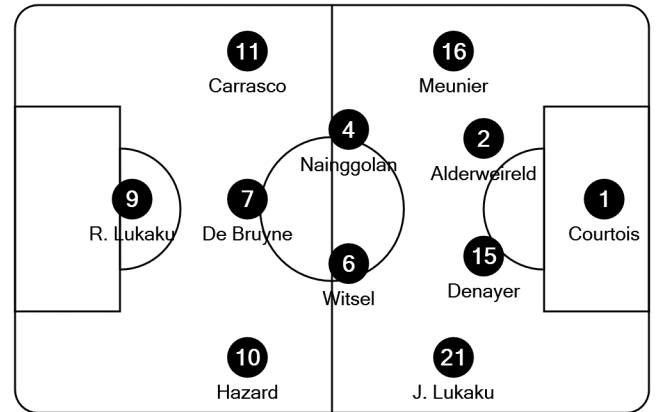 11
Carrasco
16
Meunier
4
Nainggolan
2
Alderweireld
9
R. Lukaku
7
De Bruyne
1
Courtois
6
Witsel
15
Denayer
10
Hazard
21
J. Lukaku